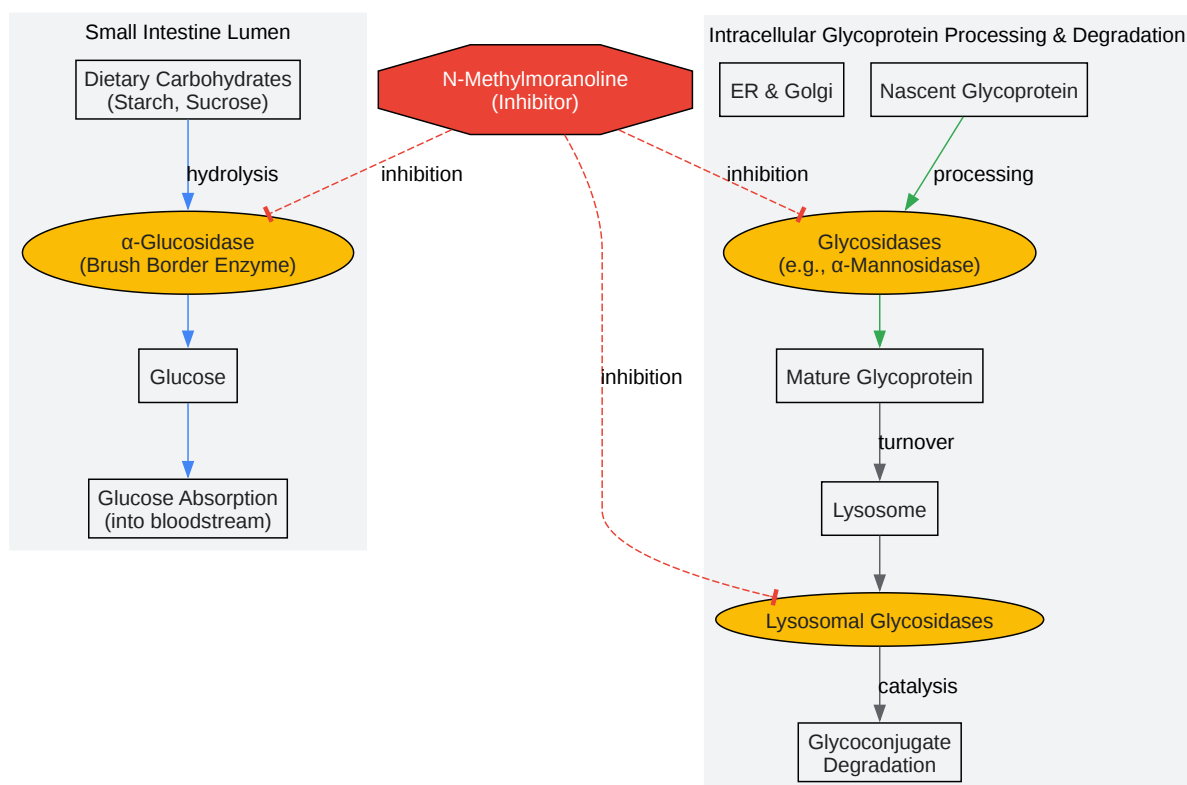 Small Intestine Lumen
Dietary Carbohydrates
(Starch, Sucrose)
hydrolysis
α-Glucosidase
(Brush Border Enzyme)
Glucose
Glucose Absorption
(into bloodstream)
N-Methylmoranoline
(Inhibitor)
inhibition
inhibition
inhibition
Intracellular Glycoprotein Processing & Degradation
ER & Golgi
Nascent Glycoprotein
processing
Glycosidases
(e.g., α-Mannosidase)
Mature Glycoprotein
turnover
Lysosome
Lysosomal Glycosidases
catalysis
Glycoconjugate
Degradation